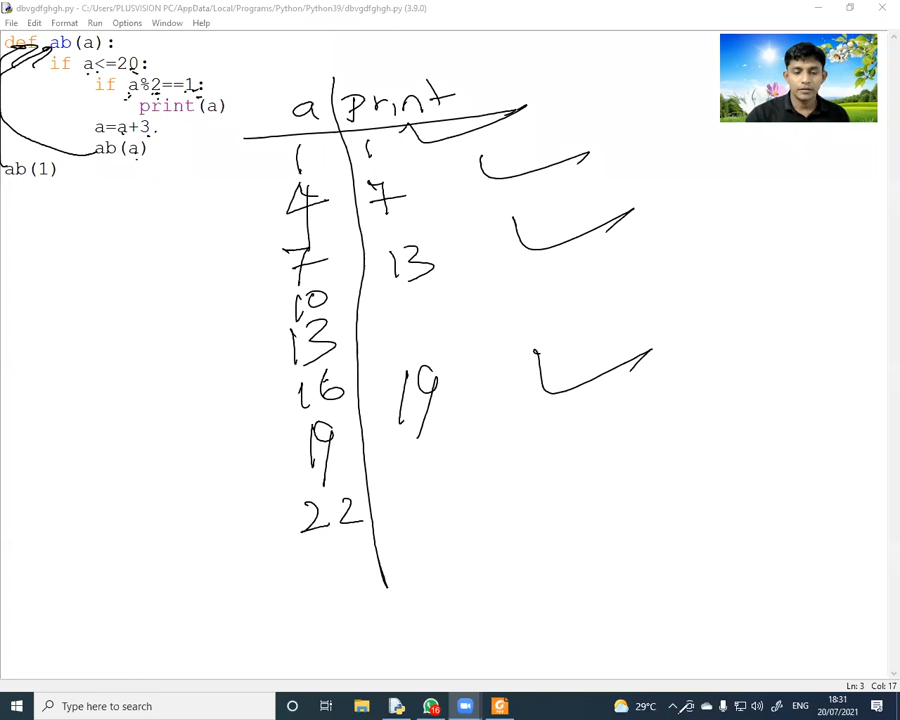 dbvgdfghgh.py - C:/Users/PLUSVISION PC/AppData/Local/Programs/Python/Python39/dbvgdfghgh.py (3.9.0)
File Edit Format Run Options Window Help
def ab(a):
if a<=20:
if a%2==1:
print(a)
a=a+3
ab(a)
ab(1)
a print
1 1
4 7
7 13
10
13
16 19
19
22
Ln: 3 Col: 17
Type here to search
16
29°C
ENG
18:31
20/07/2021